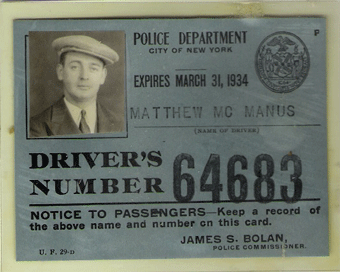 POLICE DEPARTMENT
P
CITY OF NEW YORK
EXPIRES MARCH 31, 1934
MATTHEW MC MANUS
(NAME OF DRIVER)
DRIVER'S
NUMBER 64683
NOTICE TO PASSENGERS—Keep a record of
the above name and number on this card.
JAMES S. BOLAN,
POLICE COMMISSIONER.
U. F. 29-D